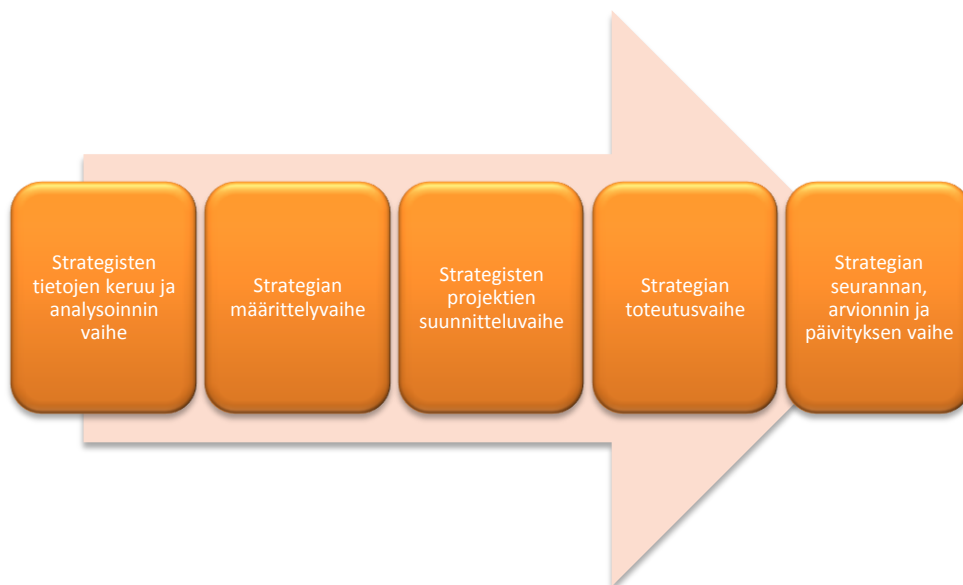 Strategisten
tietojen keruu ja
analysoinnin
vaihe
Strategian
määrittelyvaihe
Strategisten
projektien
suunnitteluvaihe
Strategian
toteutusvaihe
Strategian
seurannan,
arvionnin ja
päivityksen vaihe